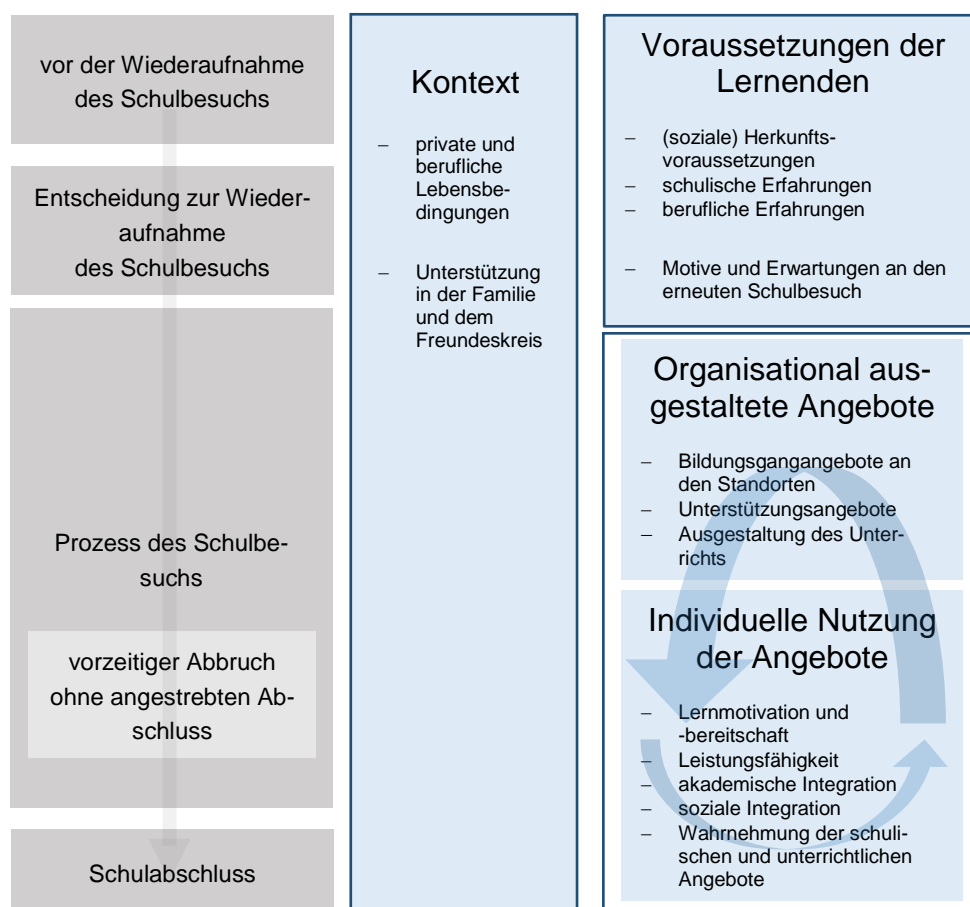 vor der Wiederaufnahme
des Schulbesuchs
Entscheidung zur Wieder-
aufnahme
des Schulbesuchs
Prozess des Schulbe-
suchs
vorzeitiger Abbruch
ohne angestrebten Ab-
schluss
Schulabschluss
Kontext
– private und
berufliche
Lebensbe-
dingungen
– Unterstützung
in der Familie
und dem
Freundeskreis
Voraussetzungen der
Lernenden
– (soziale) Herkunfts-
voraussetzungen
– schulische Erfahrungen
– berufliche Erfahrungen
– Motive und Erwartungen an den
erneuten Schulbesuch
Organisational aus-
gestaltete Angebote
– Bildungsgangangebote an
den Standorten
– Unterstützungsangebote
– Ausgestaltung des Unter-
richts
Individuelle Nutzung
der Angebote
– Lernmotivation und
-bereitschaft
– Leistungsfähigkeit
– akademische Integration
– soziale Integration
– Wahrnehmung der schuli-
schen und unterrichtlichen
Angebote